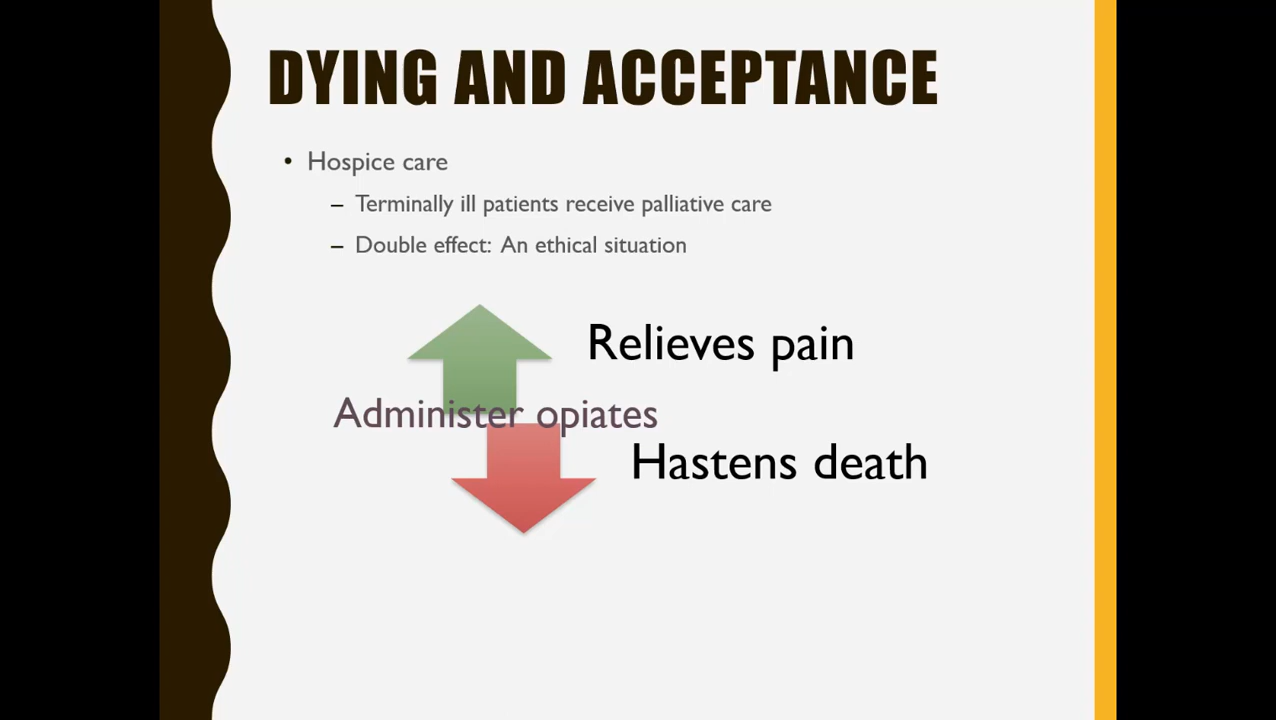 DYING AND ACCEPTANCE
• Hospice care
– Terminally ill patients receive palliative care
– Double effect: An ethical situation
Relieves pain
Administer opiates
Hastens death